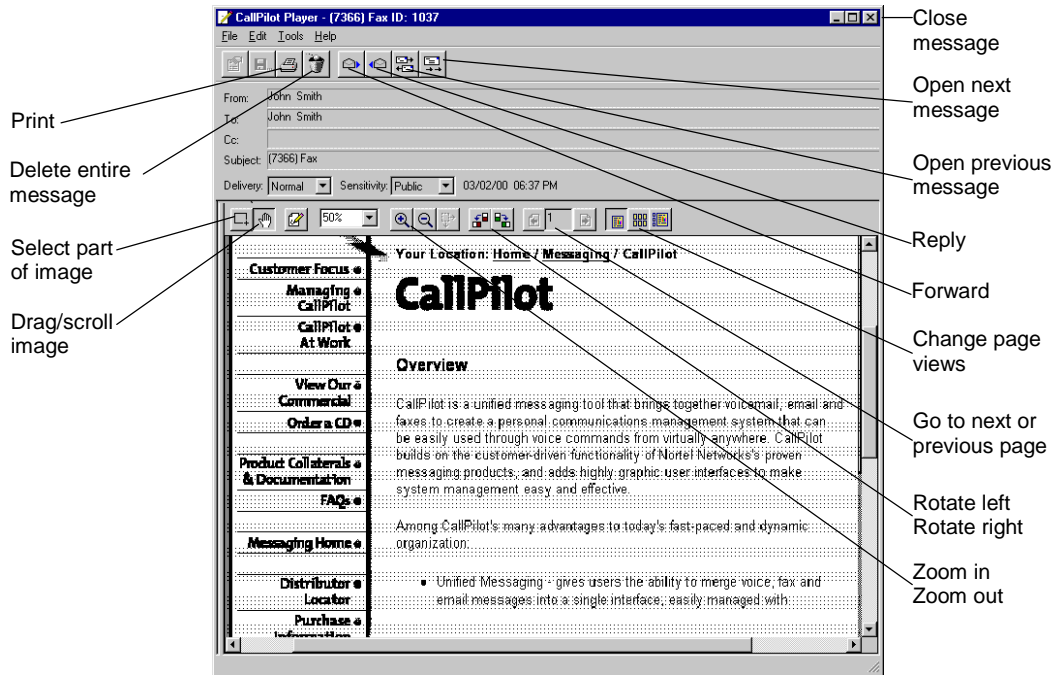 CallPilot Player - (7366) Fax ID: 1037
File Edit Tools Help
From: John Smith
To: John Smith
Cc:
Subject: (7366) Fax
Delivery: Normal Sensitivity: Public 03/02/00 06:37 PM
50%
1
Customer Focus
Managing
CallPilot
CallPilot
At Work
View Our
Commercial
Order a CD
Product Collaterals
& Documentation
FAQs
Messaging Home
Distributor
Locator
Purchase
Information
Your Location: Home / Messaging / CallPilot
CallPilot
Overview
CallPilot is a unified messaging tool that brings together voicemail, email and
faxes to create a personal communications management system that can
be easily used through voice commands from virtually anywhere. CallPilot
builds on the customer-driven functionality of Nortel Networks's proven
messaging products, and adds highly graphic user interfaces to make
system management easy and effective.
Among CallPilot's many advantages to today's fast-paced and dynamic
organization:
Unified Messaging - gives users the ability to merge voice, fax and
email messages into a single interface, easily managed with
Print
Delete entire
message
Select part
of image
Drag/scroll
image
Close
message
Open next
message
Open previous
message
Reply
Forward
Change page
views
Go to next or
previous page
Rotate left
Rotate right
Zoom in
Zoom out